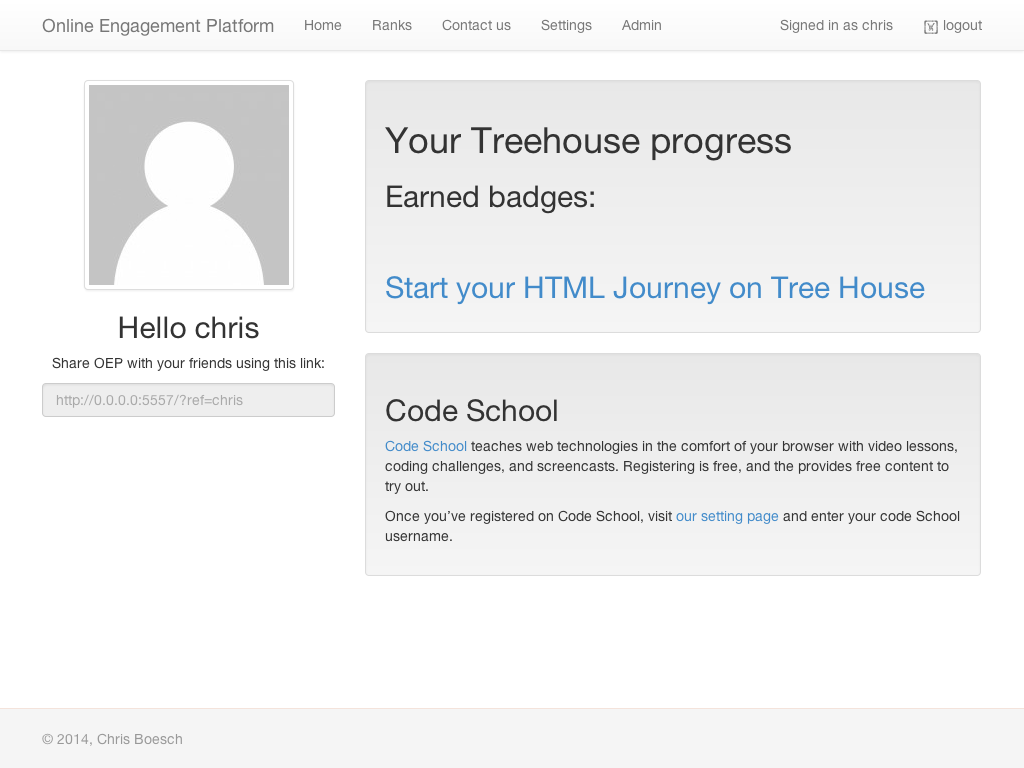 Online Engagement Platform Home Ranks Contact us Settings Admin Signed in as chris logout
Hello chris
Share OEP with your friends using this link:
http://0.0.0.0:5557/?ref=chris
Your Treehouse progress
Earned badges:
Start your HTML Journey on Tree House
Code School
Code School teaches web technologies in the comfort of your browser with video lessons,
coding challenges, and screencasts. Registering is free, and the provides free content to
try out.
Once you've registered on Code School, visit our setting page and enter your code School
username.
© 2014, Chris Boesch